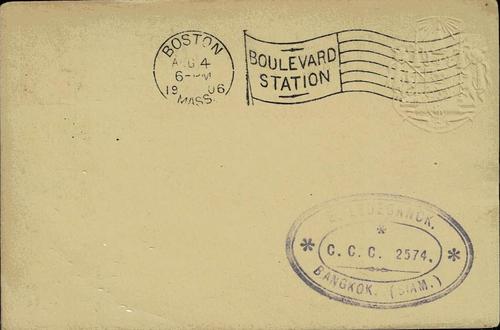 BOSTON
AUG 4
6-PM
19 06
MASS.
BOULEVARD
STATION
* C. C. C. 2574. *
BANGKOK. (SIAM.)